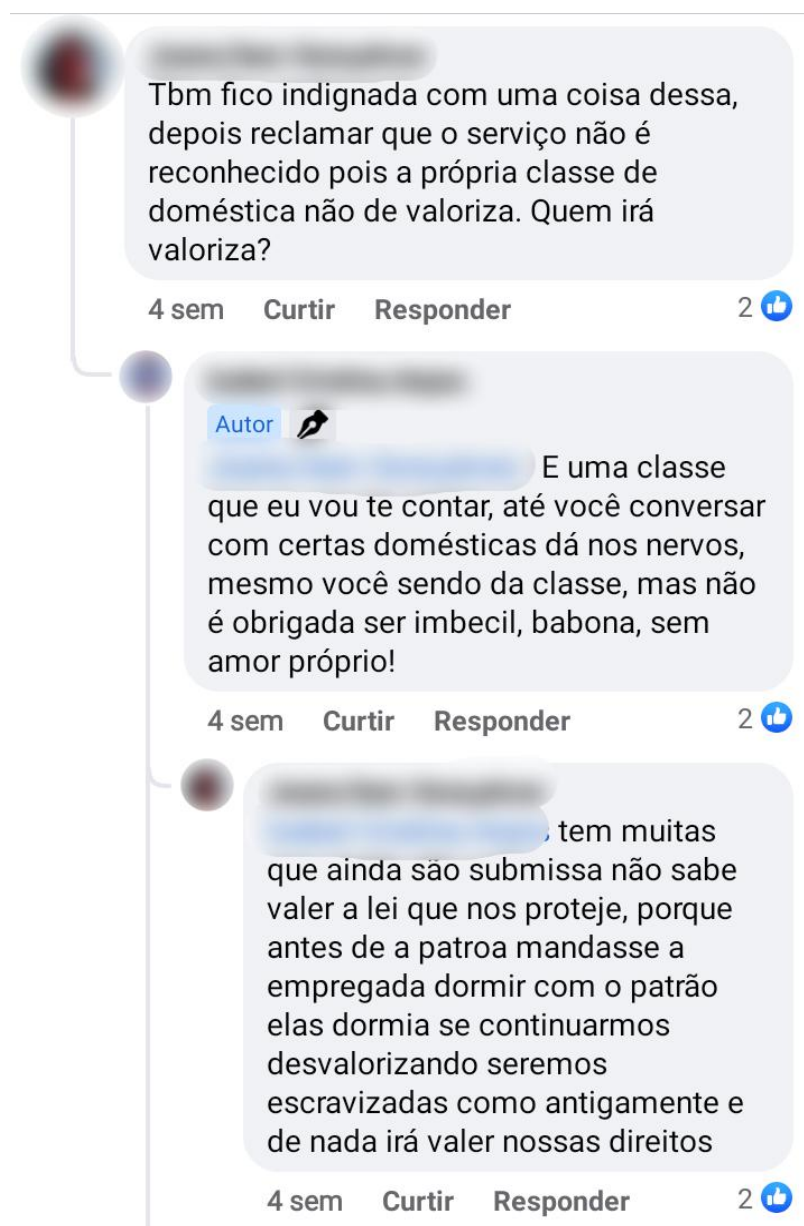 Tbm fico indignada com uma coisa dessa,
depois reclamar que o serviço não é
reconhecido pois a própria classe de
doméstica não de valoriza. Quem irá
valoriza?
4 sem Curtir Responder 2
Autor
E uma classe
que eu vou te contar, até você conversar
com certas domésticas dá nos nervos,
mesmo você sendo da classe, mas não
é obrigada ser imbecil, babona, sem
amor próprio!
4 sem Curtir Responder 2
tem muitas
que ainda são submissa não sabe
valer a lei que nos proteje, porque
antes de a patroa mandasse a
empregada dormir com o patrão
elas dormia se continuarmos
desvalorizando seremos
escravizadas como antigamente e
de nada irá valer nossas direitos
4 sem Curtir Responder 2